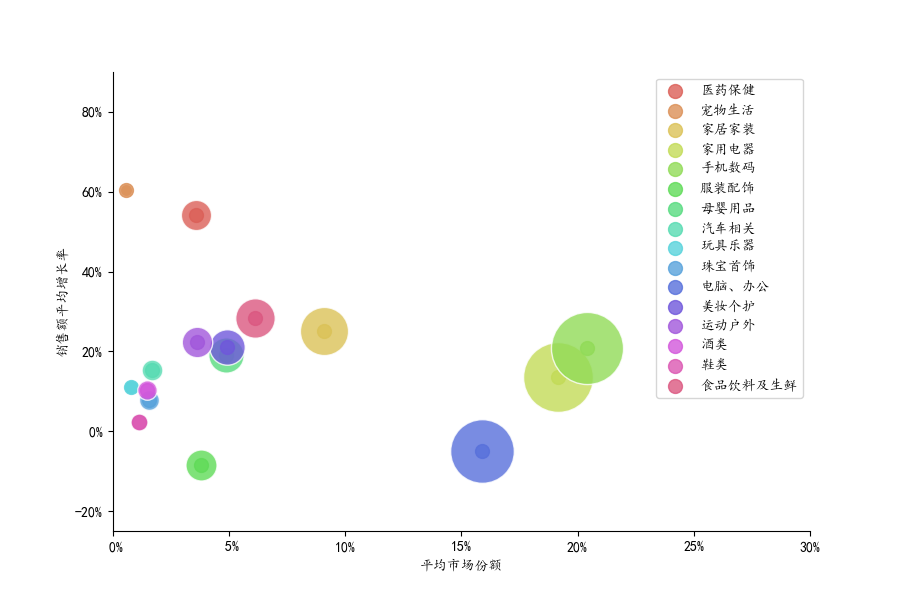 80%
60%
40%
20%
0%
−20%
销售额平均增长率
0%
5%
10%
15%
20%
25%
30%
平均市场份额
医药保健
宠物生活
家居家装
家用电器
手机数码
服装配饰
母婴用品
汽车相关
玩具乐器
珠宝首饰
电脑、办公
美妆个护
运动户外
酒类
鞋类
食品饮料及生鲜